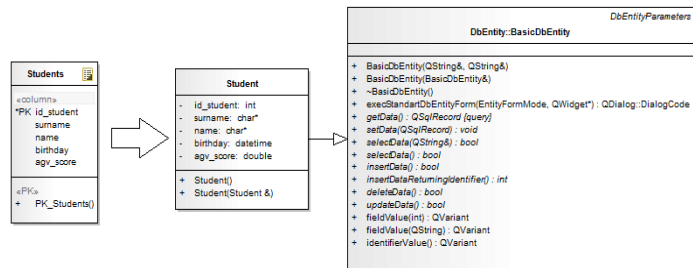 Students
«column»
*PK id_student
surname
name
birthday
agv_score
«PK»
+ PK_Students()
Student
- id_student: int
- surname: char*
- name: char*
- birthday: datetime
- agv_score: double
+ Student()
+ Student(Student &)
DbEntityParameters
DbEntity::BasicDbEntity
+ BasicDbEntity(QString&, QString&)
+ BasicDbEntity(BasicDbEntity&)
+ ~BasicDbEntity()
+ execStandartDbEntityForm(EntityFormMode, QWidget*) : QDialog::DialogCode
+ getData() : QSqlRecord {query}
+ setData(QSqlRecord) : void
+ selectData(QString&) : bool
+ selectData() : bool
+ insertData() : bool
+ insertDataReturningIdentifier() : int
+ deleteData() : bool
+ updateData() : bool
+ fieldValue(int) : QVariant
+ fieldValue(QString) : QVariant
+ identifierValue() : QVariant